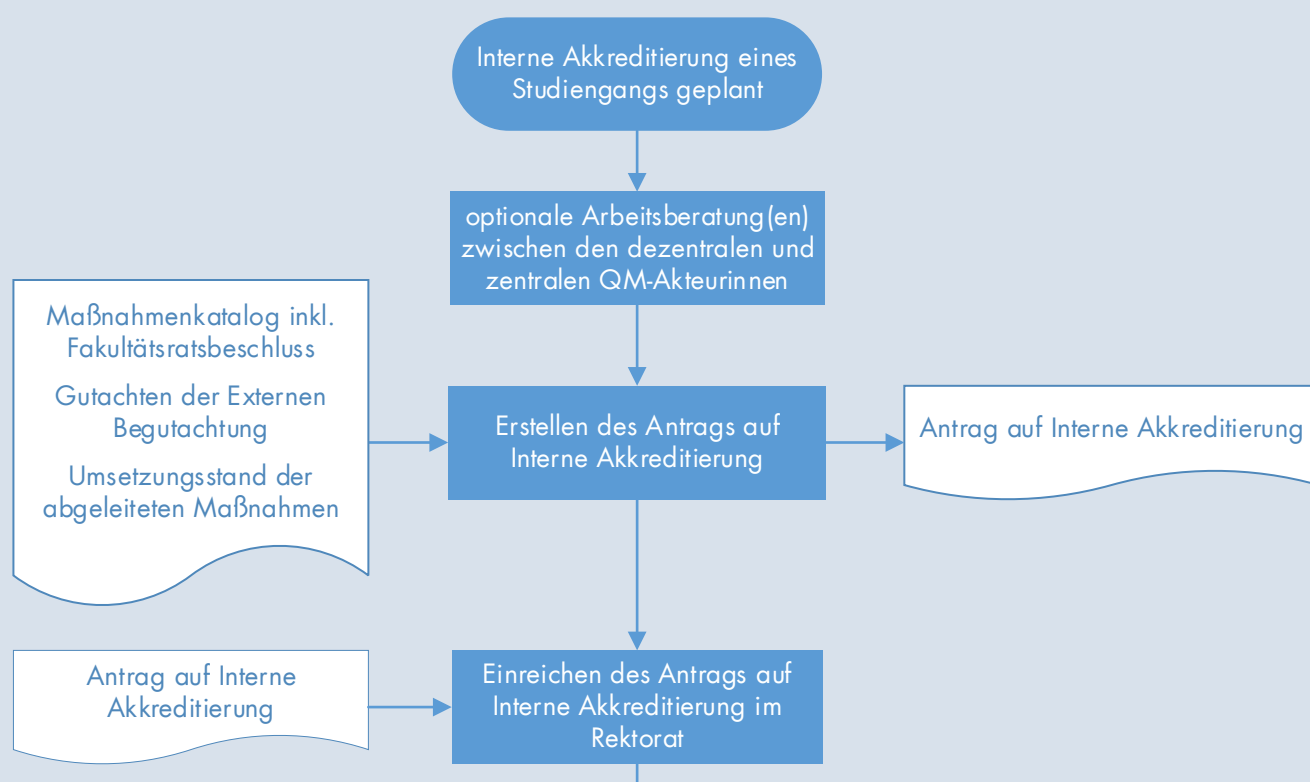 Interne Akkreditierung eines
Studiengangs geplant
optionale Arbeitsberatung(en)
zwischen den dezentralen und
zentralen QM-Akteurinnen
Maßnahmenkatalog inkl.
Fakultätsratsbeschluss
Gutachten der Externen
Begutachtung
Umsetzungsstand der
abgeleiteten Maßnahmen
Erstellen des Antrags auf
Interne Akkreditierung
Antrag auf Interne Akkreditierung
Antrag auf Interne
Akkreditierung
Einreichen des Antrags auf
Interne Akkreditierung im
Rektorat